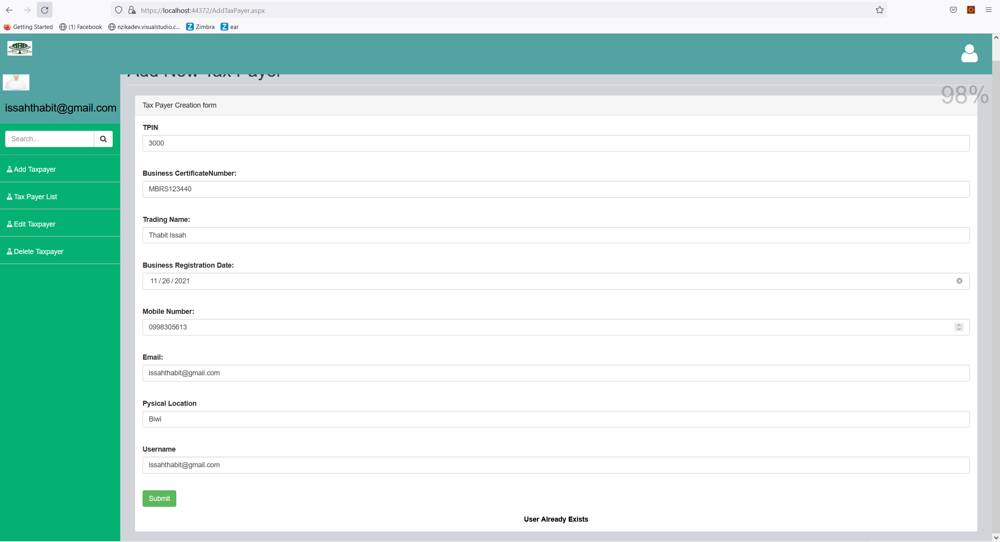 https://localhost:44372/AddTaxPayer.aspx
Getting Started
(1) Facebook
nzikadev.visualstudio.c...
Zimbra
ear
MRA
Add New Tax Payer
98%
issahthabit@gmail.com
Search...
Add Taxpayer
Tax Payer List
Edit Taxpayer
Delete Taxpayer
Tax Payer Creation form
TPIN
3000
Business CertificateNumber:
MBRS123440
Trading Name:
Thabit Issah
Business Registration Date:
11 / 26 / 2021
Mobile Number:
0998305613
Email:
issahthabit@gmail.com
Pysical Location
Biwi
Username
issahthabit@gmail.com
Submit
User Already Exists